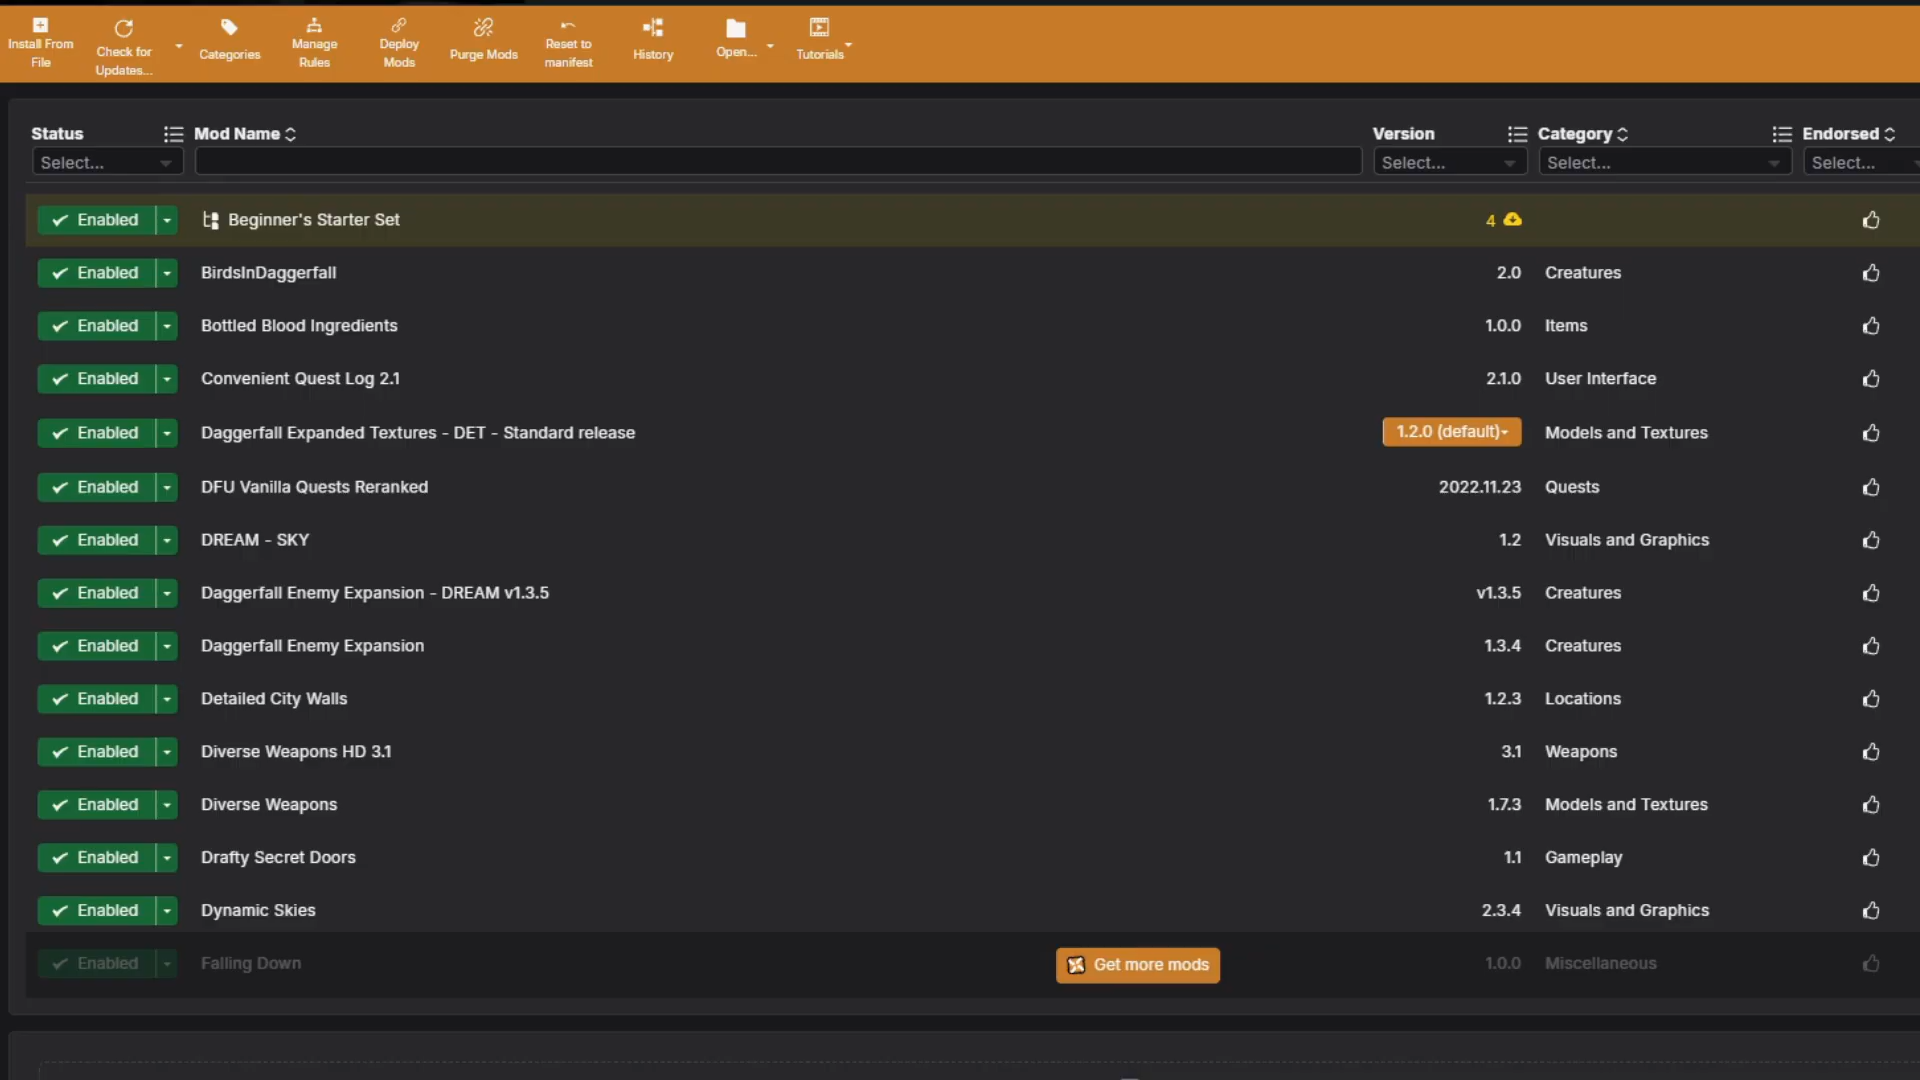 Install From
File
Check for
Updates...
Categories
Manage
Rules
Deploy
Mods
Purge Mods
Reset to
manifest
History
Open...
Tutorials
Status Mod Name Version Category Endorsed
Select... Select... Select... Select...
Enabled Beginner's Starter Set 4
Enabled BirdsInDaggerfall 2.0 Creatures
Enabled Bottled Blood Ingredients 1.0.0 Items
Enabled Convenient Quest Log 2.1 2.1.0 User Interface
Enabled Daggerfall Expanded Textures - DET - Standard release 1.2.0 (default) Models and Textures
Enabled DFU Vanilla Quests Reranked 2022.11.23 Quests
Enabled DREAM - SKY 1.2 Visuals and Graphics
Enabled Daggerfall Enemy Expansion - DREAM v1.3.5 v1.3.5 Creatures
Enabled Daggerfall Enemy Expansion 1.3.4 Creatures
Enabled Detailed City Walls 1.2.3 Locations
Enabled Diverse Weapons HD 3.1 3.1 Weapons
Enabled Diverse Weapons 1.7.3 Models and Textures
Enabled Drafty Secret Doors 1.1 Gameplay
Enabled Dynamic Skies 2.3.4 Visuals and Graphics
Enabled Falling Down Get more mods 1.0.0 Miscellaneous